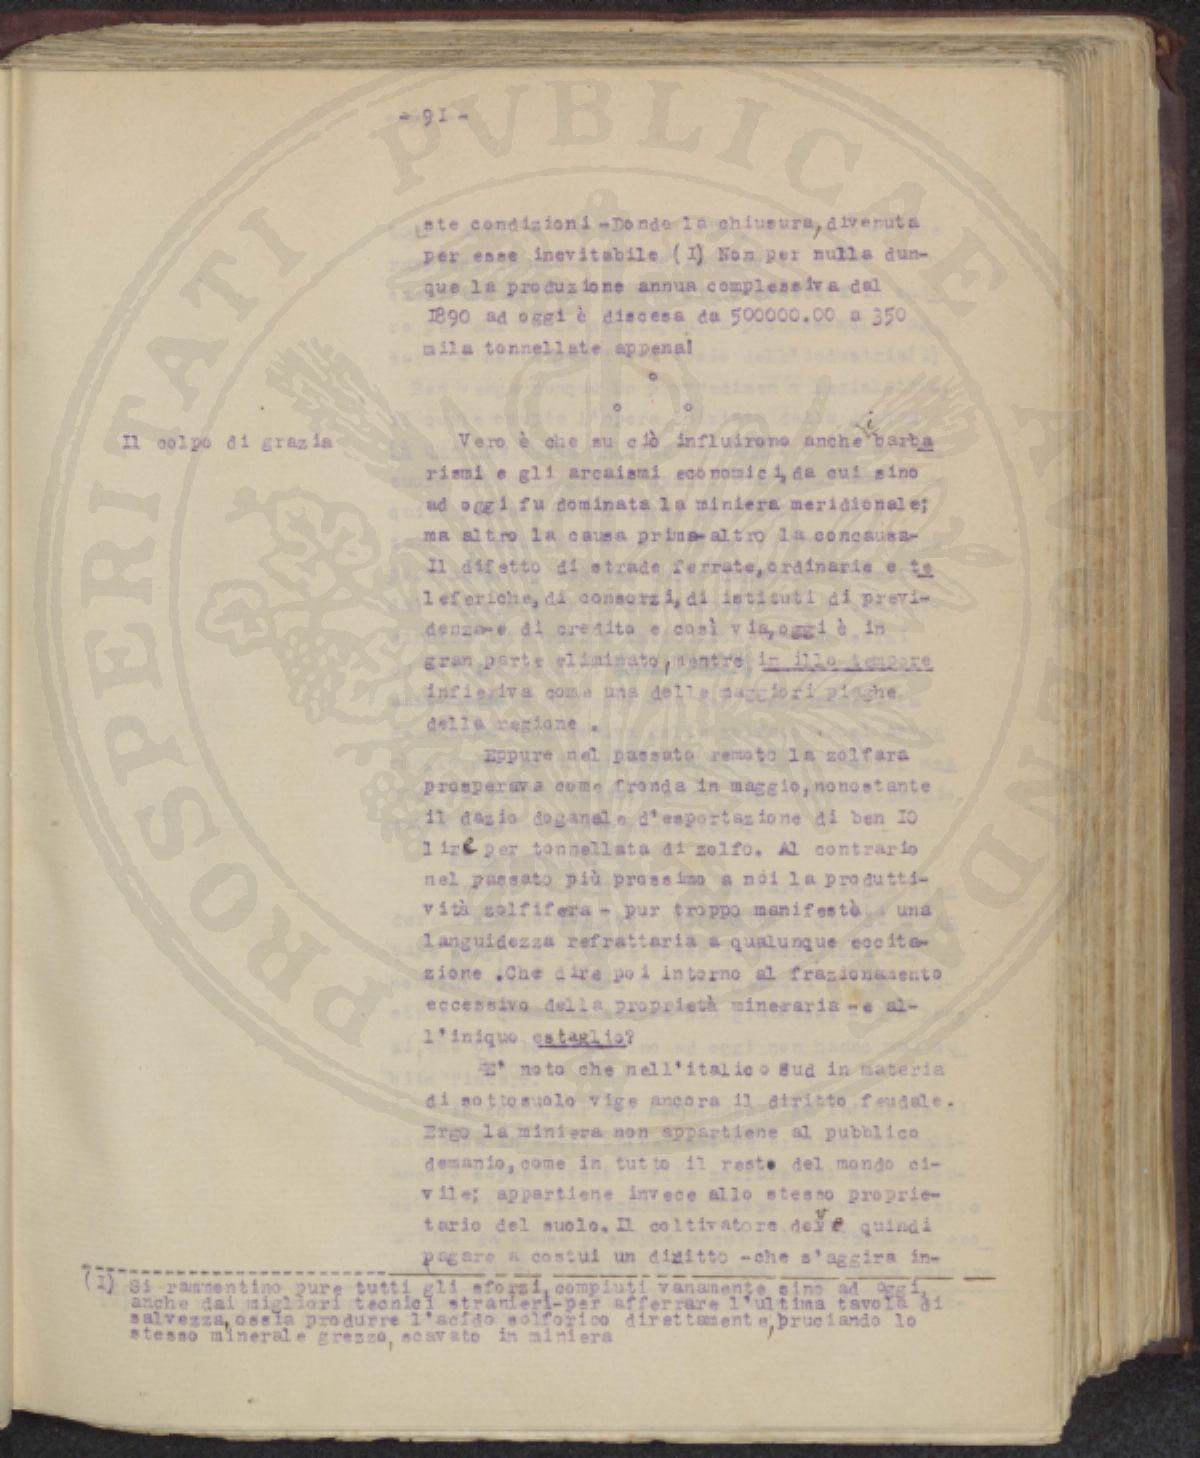 - 9I -
ste condizioni -Donde la chiusura, divenuta
per esse inevitabile (I) Non per nulla dun-
que la produzione annua complessiva dal
I890 ad oggi è discesa da 500000.00 a 350
mila tonnellate appena!
Il colpo di grazia
Vero è che su ciò influirono anche i barba
rismi e gli arcaismi economici, da cui sino
ad oggi fu dominata la miniera meridionale;
ma altro la causa prima-altro la concausa-
Il difetto di strade ferrate, ordinarie e te
leferiche, di consorzi, di istituti di previ-
denza-e di credito e così via, oggi è in
gran parte eliminato, mentre in illo tempore
infieriva come una delle maggiori piaghe
della regione .
Eppure nel passato remoto la zolfara
prosperava come fronda in maggio, nonostante
il dazio doganale d'esportazione di ben IO
lire per tonnellata di zolfo. Al contrario
nel passato più prossimo a noi la produtti-
vità zolfifera - pur troppo manifestò una
languidezza refrattaria a qualunque eccita-
zione .Che dire poi intorno al frazionamento
eccessivo della proprietà mineraria -e al-
l'iniquo estaglio?
E' noto che nell'italico Sud in materia
di sottosuolo vige ancora il diritto feudale.
Ergo la miniera non appartiene al pubblico
demanio, come in tutto il resto del mondo ci-
vile; appartiene invece allo stesso proprie-
tario del suolo. Il coltivatore deve quindi
pagare a costui un diritto -che s'aggira in-
(I) Si rammentino pure tutti gli sforzi, compiuti vanamente sino ad oggi,
anche dai migliori tecnici stranieri-per afferrare l'ultima tavola di
salvezza, ossia produrre l'acido solforico direttamente, bruciando lo
stesso minerale grezzo, scavato in miniera
PROSPERITATI PVBLICAE AVGENDAE